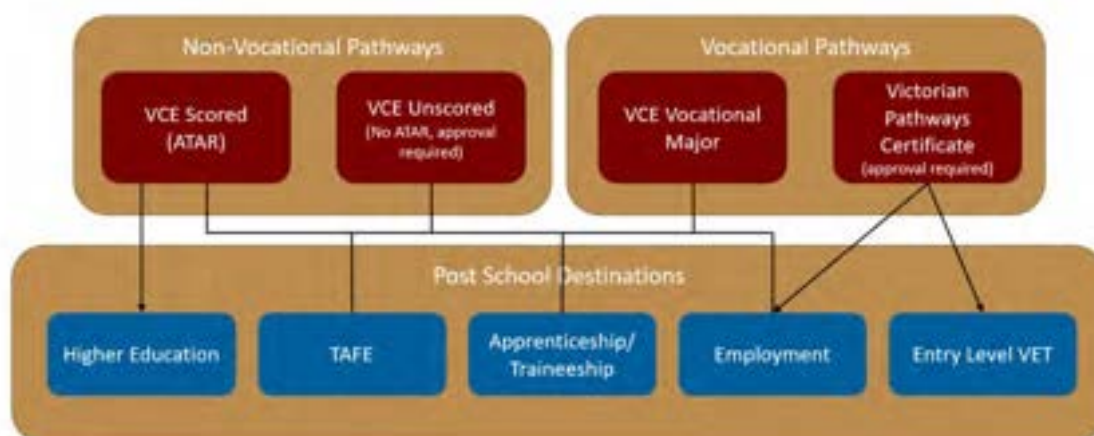 Non-Vocational Pathways
VCE Scored
(ATAR)
VCE Unscored
(No ATAR, approval
required)
Vocational Pathways
VCE Vocational
Major
Victorian
Pathways
Certificate
(approval required)
Post School Destinations
Higher Education
TAFE
Apprenticeship/
Traineeship
Employment
Entry Level VET